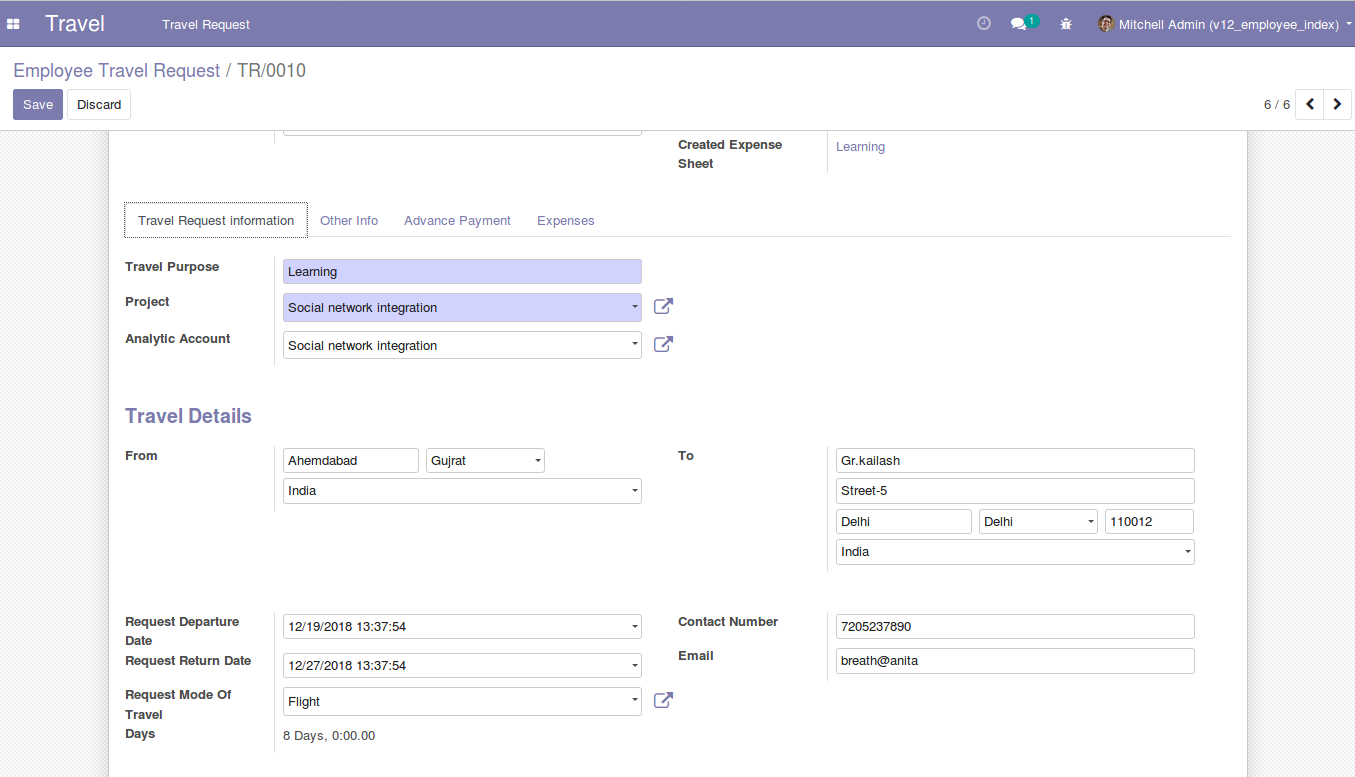 Travel Travel Request 1 Mitchell Admin (v12_employee_index)
Employee Travel Request / TR/0010
Save Discard 6 / 6
Created Expense Sheet Learning
Travel Request information Other Info Advance Payment Expenses
Travel Purpose Learning
Project Social network integration
Analytic Account Social network integration
Travel Details
From Ahemdabad Gujrat
India
To Gr.kailash
Street-5
Delhi Delhi 110012
India
Request Departure Date 12/19/2018 13:37:54
Request Return Date 12/27/2018 13:37:54
Request Mode Of Travel Flight
Days 8 Days, 0:00.00
Contact Number 7205237890
Email breath@anita